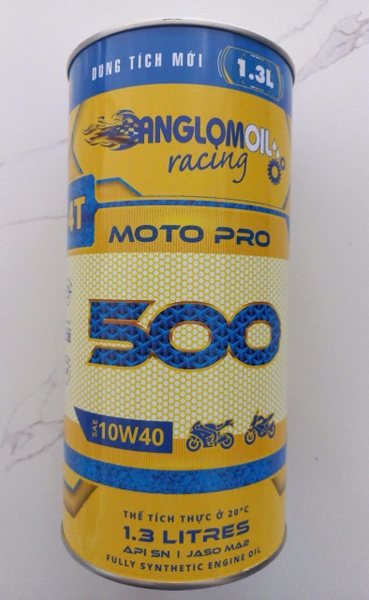 DUNG TÍCH MỚI 1.3L
ANGLOMOIL
racing
4T
MOTO PRO
500
SAE 10W40
THỂ TÍCH THỰC Ở 20°C
1.3 LITRES
API SN | JASO MA2
FULLY SYNTHETIC ENGINE OIL